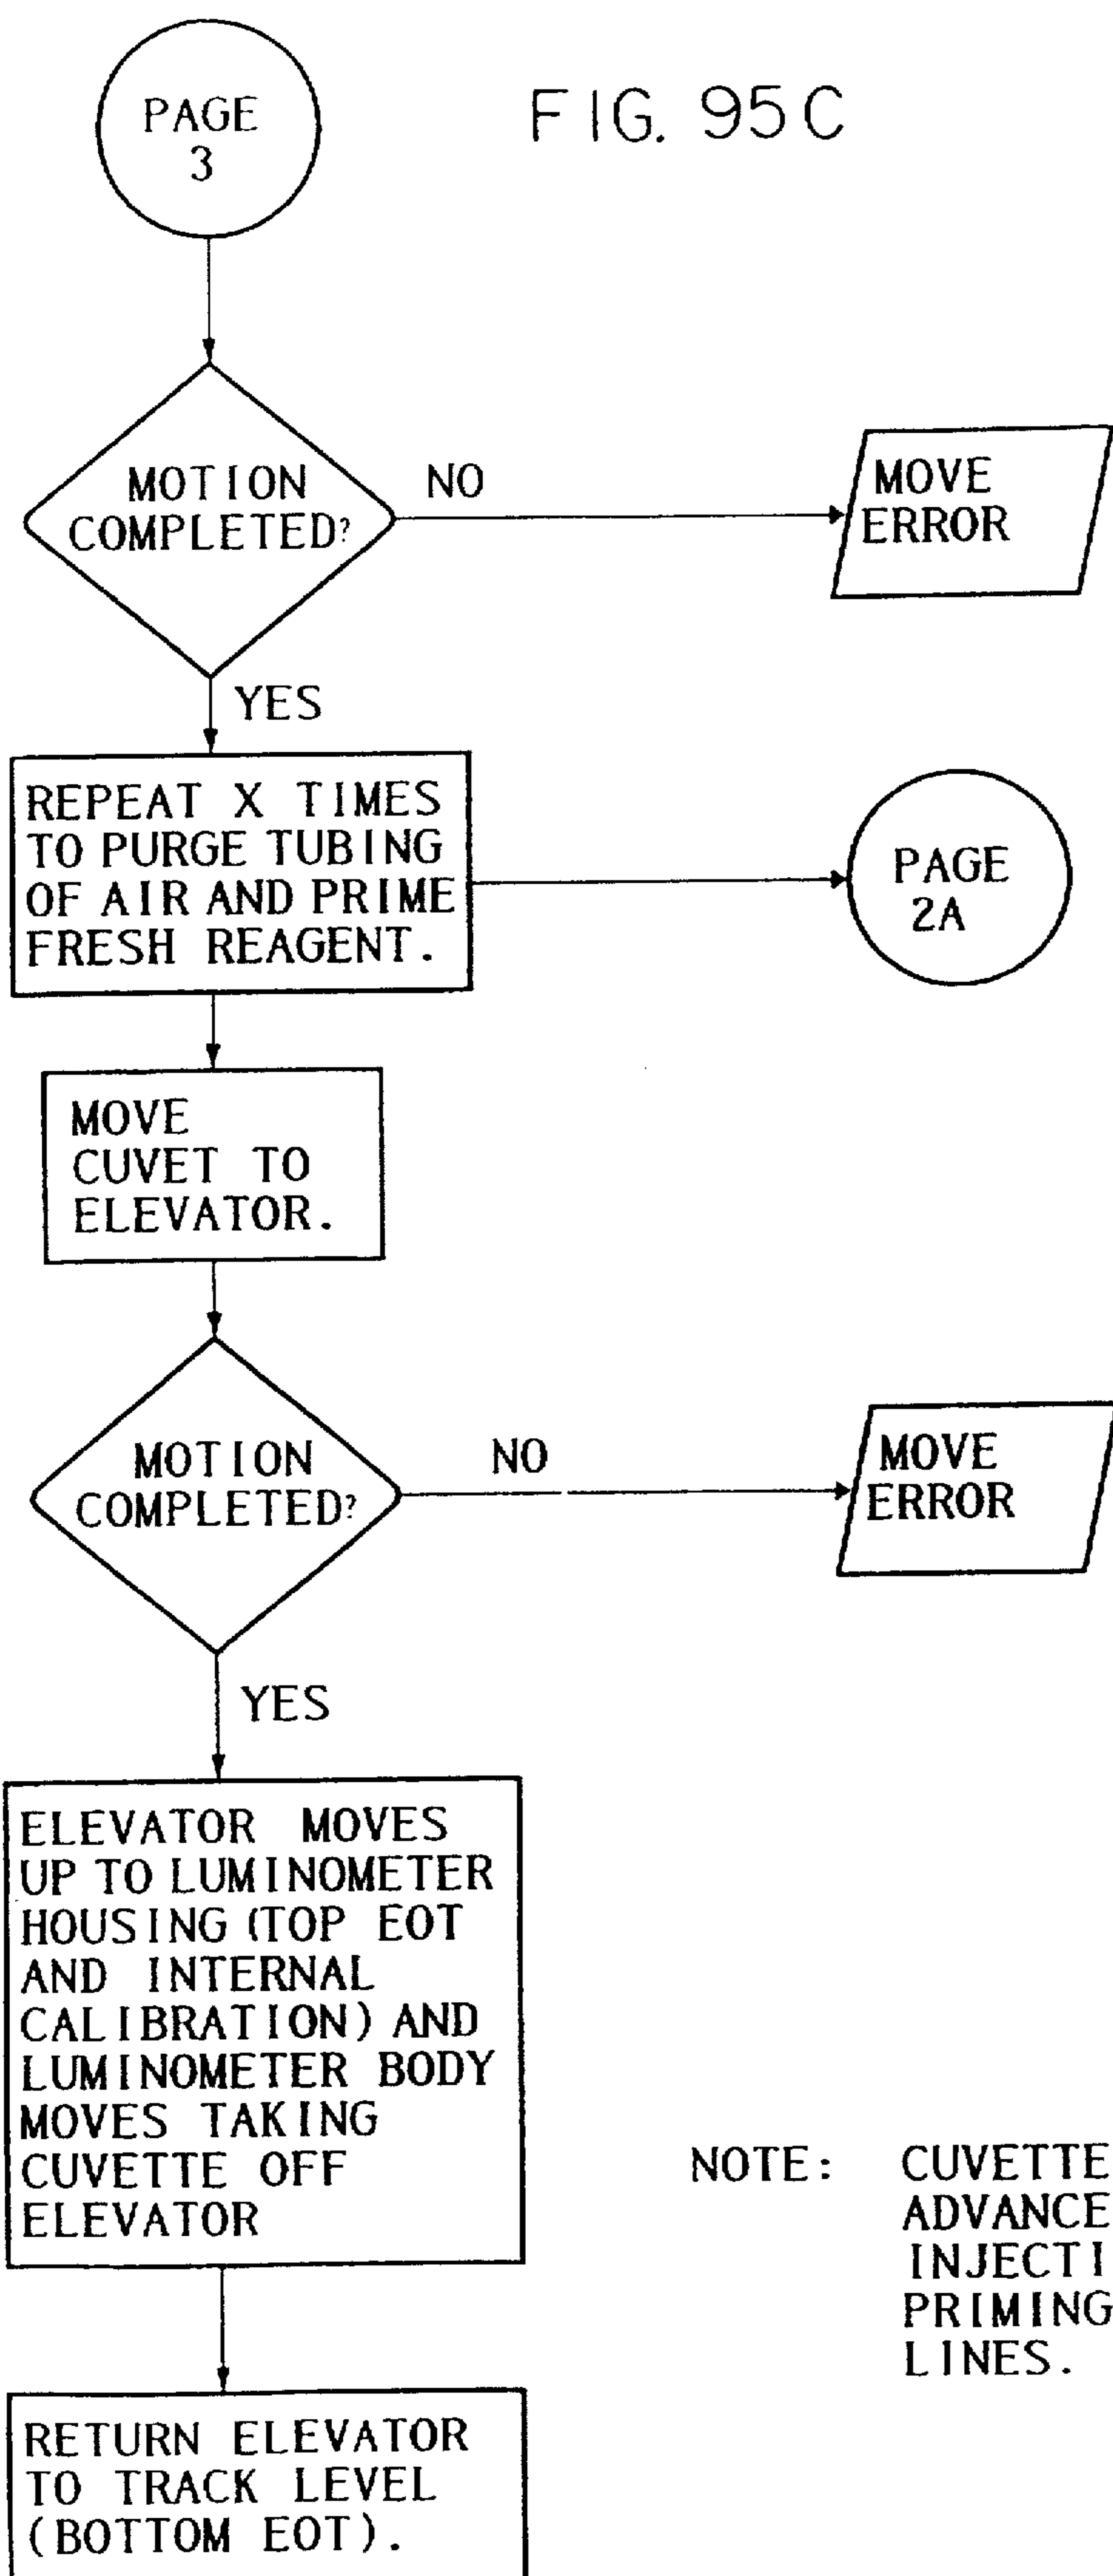 PAGE
3
FIG. 95C
MOTION
COMPLETED?
NO
MOVE
ERROR
YES
REPEAT X TIMES
TO PURGE TUBING
OF AIR AND PRIME
FRESH REAGENT.
PAGE
2A
MOVE
CUVET TO
ELEVATOR.
MOTION
COMPLETED?
NO
MOVE
ERROR
YES
ELEVATOR MOVES
UP TO LUMINOMETER
HOUSING (TOP EOT
AND INTERNAL
CALIBRATION) AND
LUMINOMETER BODY
MOVES TAKING
CUVETTE OFF
ELEVATOR
NOTE: CUVETTE
ADVANCE
INJECTI
PRIMING
LINES.
RETURN ELEVATOR
TO TRACK LEVEL
(BOTTOM EOT).